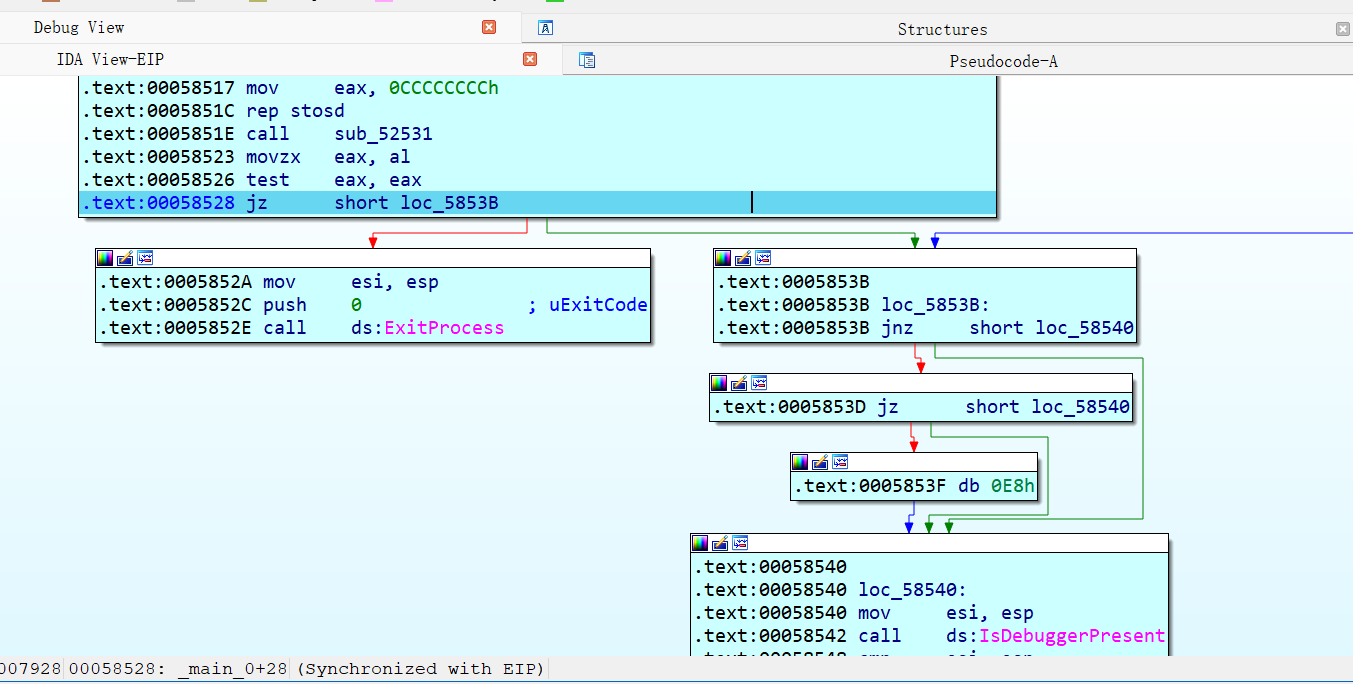 Debug View
Structures
IDA View-EIP
Pseudocode-A
.text:00058517 mov eax, 0CCCCCCCCh
.text:0005851C rep stosd
.text:0005851E call sub_52531
.text:00058523 movzx eax, al
.text:00058526 test eax, eax
.text:00058528 jz short loc_5853B
.text:0005852A mov esi, esp
.text:0005852C push 0 ; uExitCode
.text:0005852E call ds:ExitProcess
.text:0005853B
.text:0005853B loc_5853B:
.text:0005853B jnz short loc_58540
.text:0005853D jz short loc_58540
.text:0005853F db 0E8h
.text:00058540
.text:00058540 loc_58540:
.text:00058540 mov esi, esp
.text:00058542 call ds:IsDebuggerPresent
007928 00058528: _main_0+28 (Synchronized with EIP)